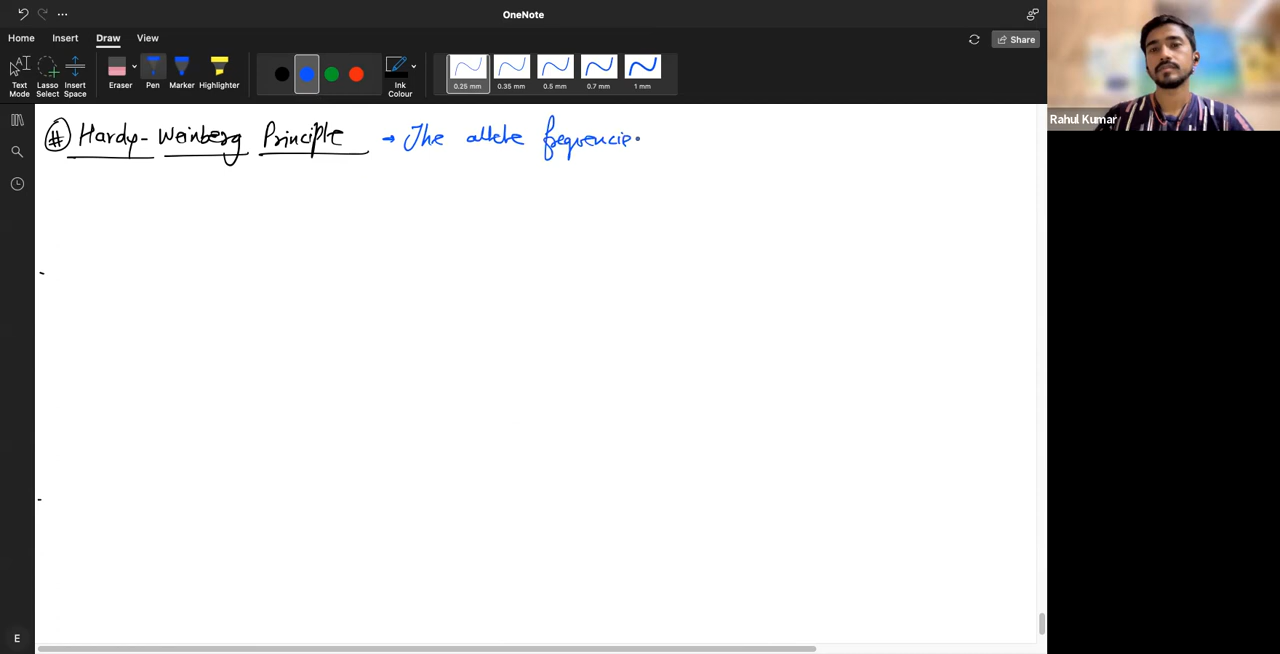 OneNote
Home Insert Draw View
Share
Text Mode Lasso Select Insert Space Eraser Pen Marker Highlighter Ink Colour 0.25 mm 0.35 mm 0.5 mm 0.7 mm 1 mm
Rahul Kumar
# Hardy-Weinberg Principle → The allele frequencie
E